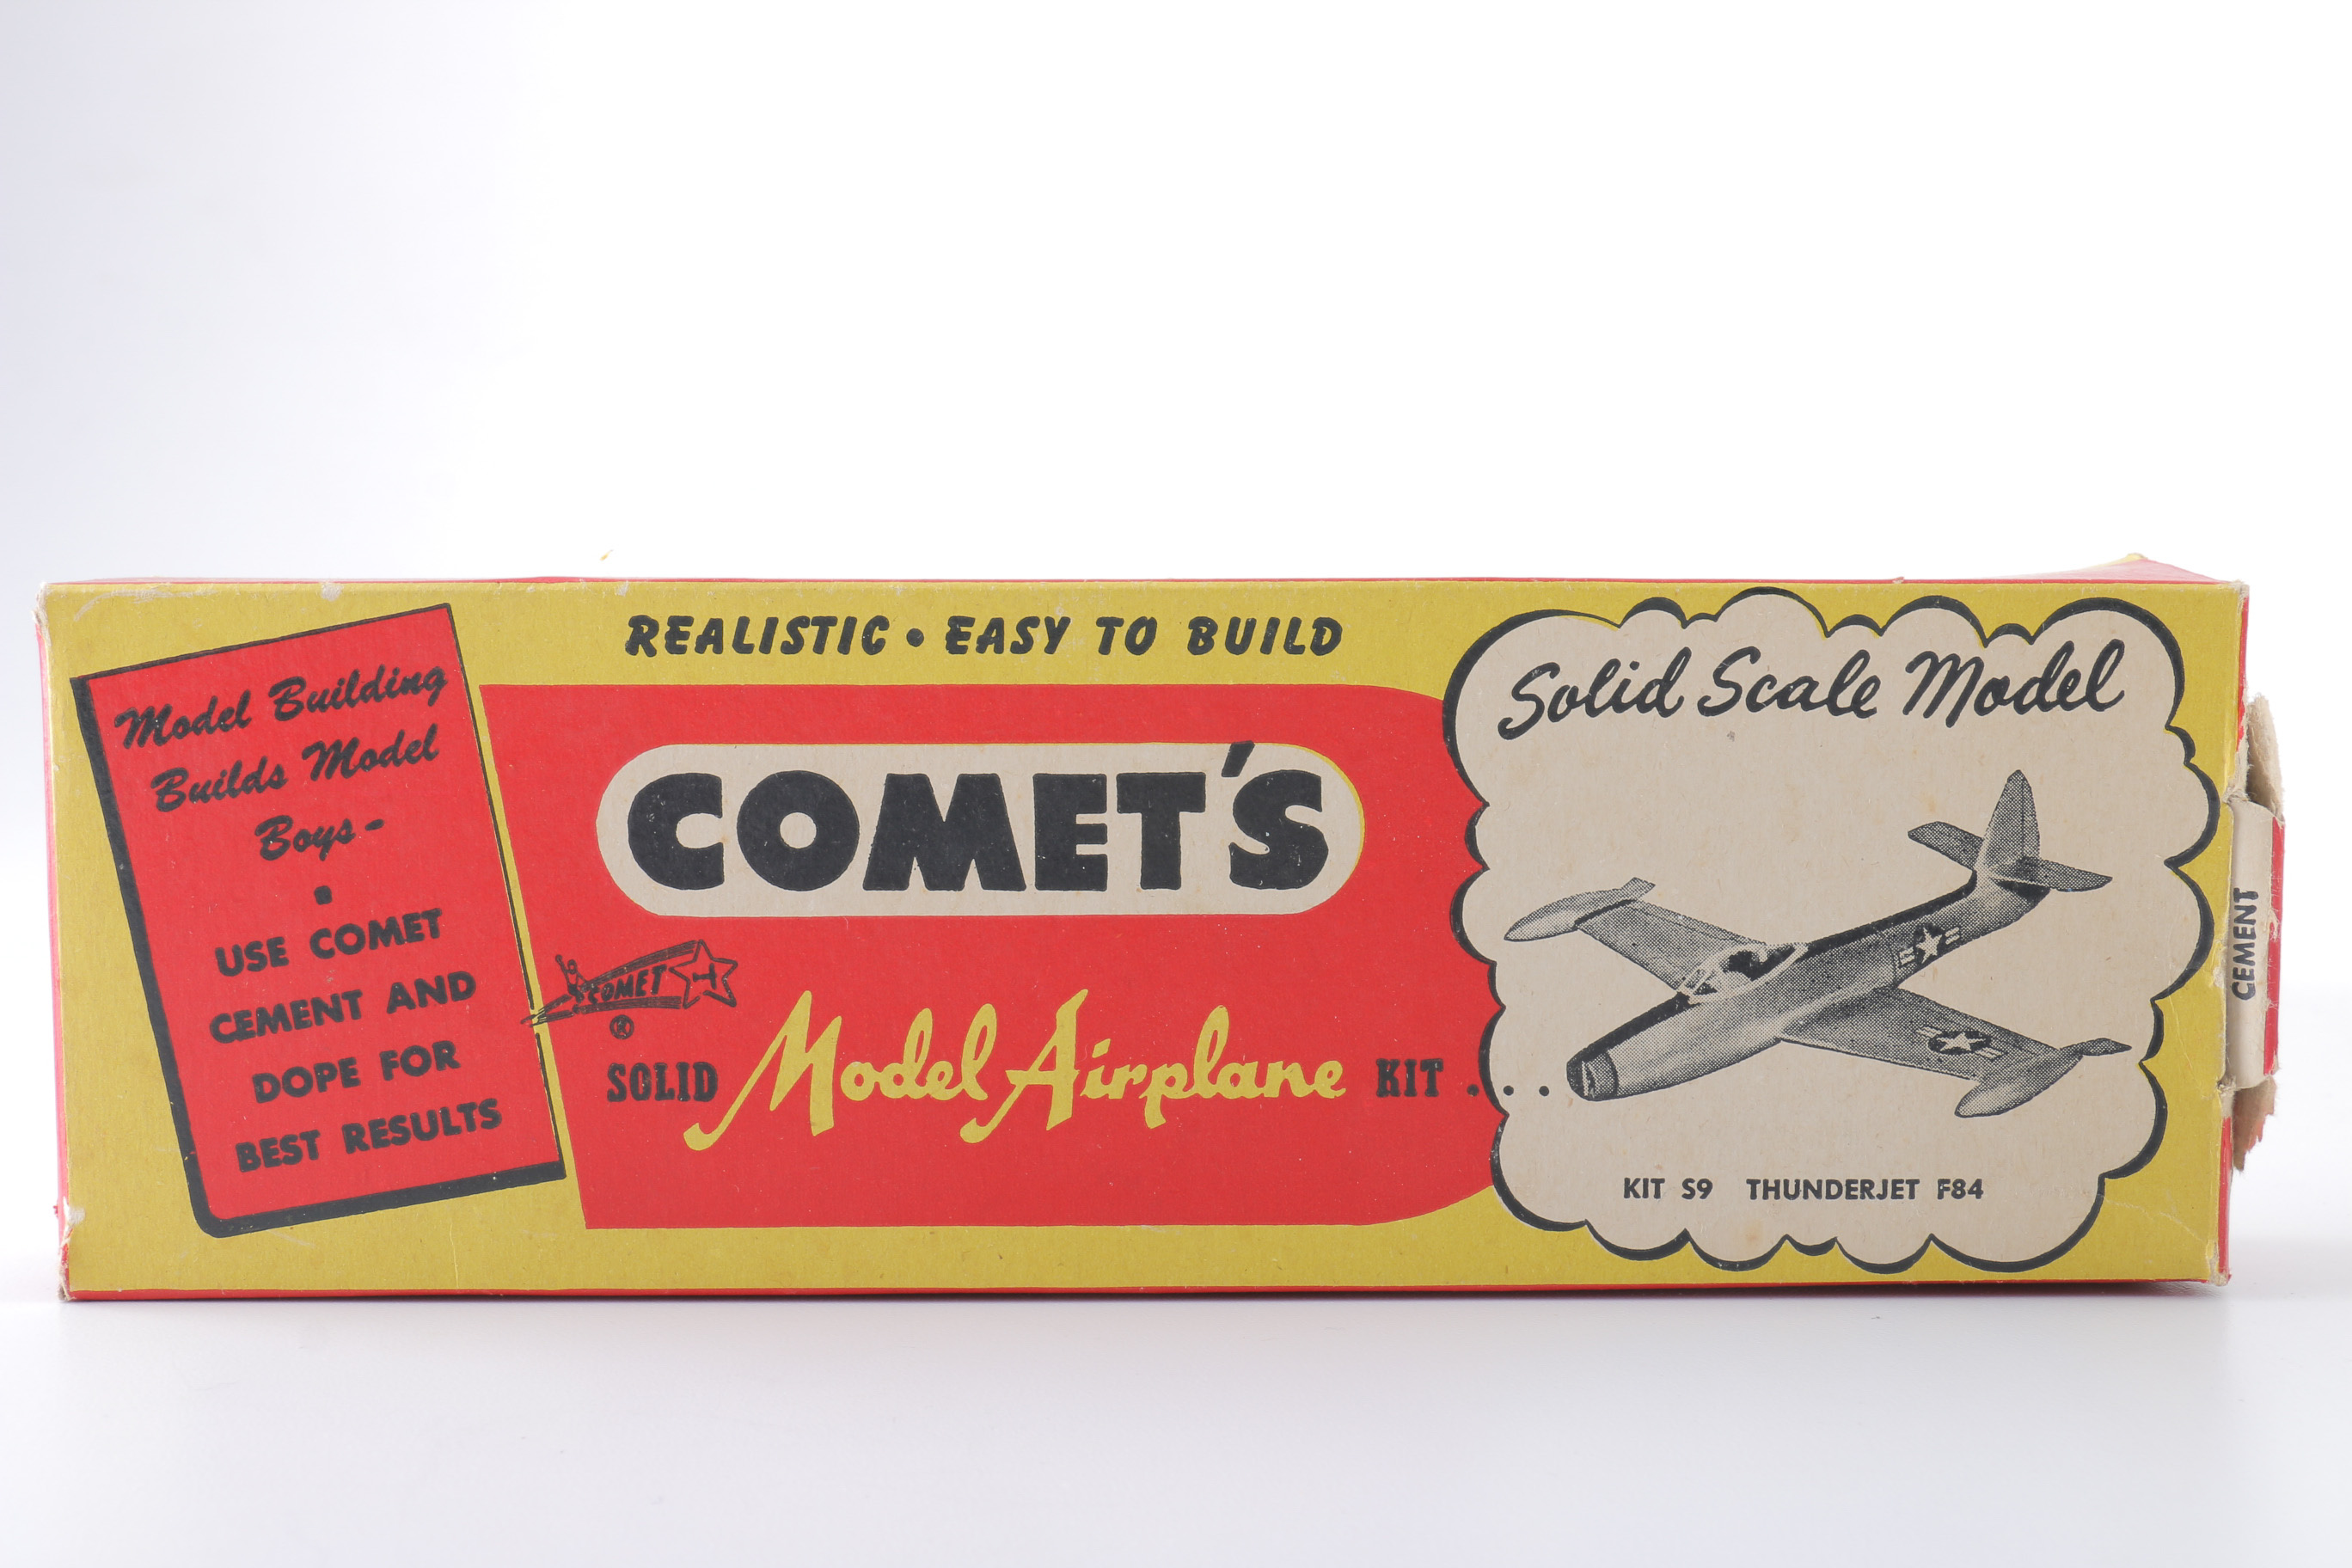 Model Building
Builds Model
Boys-
USE COMET
CEMENT AND
DOPE FOR
BEST RESULTS
REALISTIC • EASY TO BUILD
COMET'S
COMET
®
SOLID Model Airplane KIT . . . .
Solid Scale Model
KIT S9 THUNDERJET F84
CEMENT